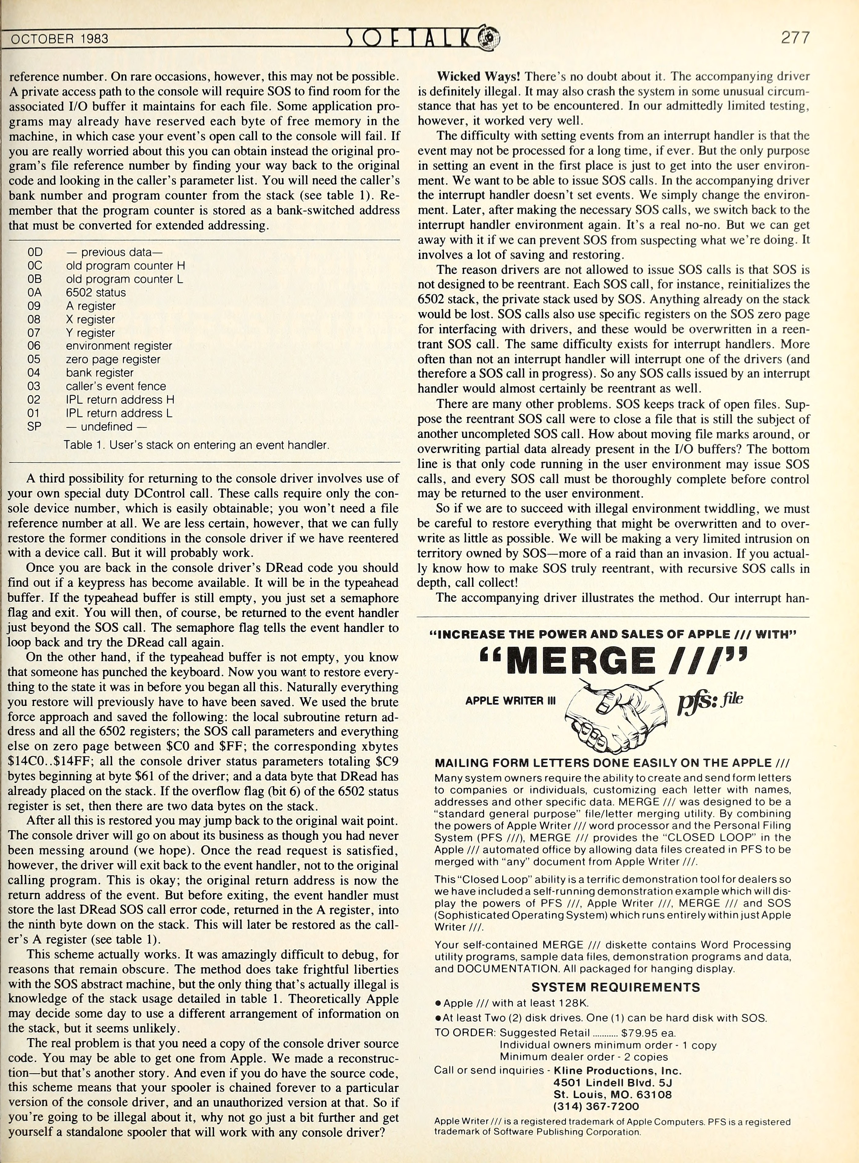 OCTOBER 1983
SOFTALK
277
reference number. On rare occasions, however, this may not be possible.
A private access path to the console will require SOS to find room for the
associated I/O buffer it maintains for each file. Some application pro-
grams may already have reserved each byte of free memory in the
machine, in which case your event's open call to the console will fail. If
you are really worried about this you can obtain instead the original pro-
gram's file reference number by finding your way back to the original
code and looking in the caller's parameter list. You will need the caller's
bank number and program counter from the stack (see table 1). Re-
member that the program counter is stored as a bank-switched address
that must be converted for extended addressing.
0D — previous data—
0C old program counter H
0B old program counter L
0A 6502 status
09 A register
08 X register
07 Y register
06 environment register
05 zero page register
04 bank register
03 caller's event fence
02 IPL return address H
01 IPL return address L
SP — undefined —
Table 1. User's stack on entering an event handler.
A third possibility for returning to the console driver involves use of
your own special duty DControl call. These calls require only the con-
sole device number, which is easily obtainable; you won't need a file
reference number at all. We are less certain, however, that we can fully
restore the former conditions in the console driver if we have reentered
with a device call. But it will probably work.
Once you are back in the console driver's DRead code you should
find out if a keypress has become available. It will be in the typeahead
buffer. If the typeahead buffer is still empty, you just set a semaphore
flag and exit. You will then, of course, be returned to the event handler
just beyond the SOS call. The semaphore flag tells the event handler to
loop back and try the DRead call again.
On the other hand, if the typeahead buffer is not empty, you know
that someone has punched the keyboard. Now you want to restore every-
thing to the state it was in before you began all this. Naturally everything
you restore will previously have to have been saved. We used the brute
force approach and saved the following: the local subroutine return ad-
dress and all the 6502 registers; the SOS call parameters and everything
else on zero page between $C0 and $FF; the corresponding xbytes
$14C0..$14FF; all the console driver status parameters totaling $C9
bytes beginning at byte $61 of the driver; and a data byte that DRead has
already placed on the stack. If the overflow flag (bit 6) of the 6502 status
register is set, then there are two data bytes on the stack.
After all this is restored you may jump back to the original wait point.
The console driver will go on about its business as though you had never
been messing around (we hope). Once the read request is satisfied,
however, the driver will exit back to the event handler, not to the original
calling program. This is okay; the original return address is now the
return address of the event. But before exiting, the event handler must
store the last DRead SOS call error code, returned in the A register, into
the ninth byte down on the stack. This will later be restored as the call-
er's A register (see table 1).
This scheme actually works. It was amazingly difficult to debug, for
reasons that remain obscure. The method does take frightful liberties
with the SOS abstract machine, but the only thing that's actually illegal is
knowledge of the stack usage detailed in table 1. Theoretically Apple
may decide some day to use a different arrangement of information on
the stack, but it seems unlikely.
The real problem is that you need a copy of the console driver source
code. You may be able to get one from Apple. We made a reconstruc-
tion—but that's another story. And even if you do have the source code,
this scheme means that your spooler is chained forever to a particular
version of the console driver, and an unauthorized version at that. So if
you're going to be illegal about it, why not go just a bit further and get
yourself a standalone spooler that will work with any console driver?
Wicked Ways! There's no doubt about it. The accompanying driver
is definitely illegal. It may also crash the system in some unusual circum-
stance that has yet to be encountered. In our admittedly limited testing,
however, it worked very well.
The difficulty with setting events from an interrupt handler is that the
event may not be processed for a long time, if ever. But the only purpose
in setting an event in the first place is just to get into the user environ-
ment. We want to be able to issue SOS calls. In the accompanying driver
the interrupt handler doesn't set events. We simply change the environ-
ment. Later, after making the necessary SOS calls, we switch back to the
interrupt handler environment again. It's a real no-no. But we can get
away with it if we can prevent SOS from suspecting what we're doing. It
involves a lot of saving and restoring.
The reason drivers are not allowed to issue SOS calls is that SOS is
not designed to be reentrant. Each SOS call, for instance, reinitializes the
6502 stack, the private stack used by SOS. Anything already on the stack
would be lost. SOS calls also use specific registers on the SOS zero page
for interfacing with drivers, and these would be overwritten in a reen-
trant SOS call. The same difficulty exists for interrupt handlers. More
often than not an interrupt handler will interrupt one of the drivers (and
therefore a SOS call in progress). So any SOS calls issued by an interrupt
handler would almost certainly be reentrant as well.
There are many other problems. SOS keeps track of open files. Sup-
pose the reentrant SOS call were to close a file that is still the subject of
another uncompleted SOS call. How about moving file marks around, or
overwriting partial data already present in the I/O buffers? The bottom
line is that only code running in the user environment may issue SOS
calls, and every SOS call must be thoroughly complete before control
may be returned to the user environment.
So if we are to succeed with illegal environment twiddling, we must
be careful to restore everything that might be overwritten and to over-
write as little as possible. We will be making a very limited intrusion on
territory owned by SOS—more of a raid than an invasion. If you actual-
ly know how to make SOS truly reentrant, with recursive SOS calls in
depth, call collect!
The accompanying driver illustrates the method. Our interrupt han-
"INCREASE THE POWER AND SALES OF APPLE /// WITH"
"MERGE ///"
APPLE WRITER III
pfs: file
MAILING FORM LETTERS DONE EASILY ON THE APPLE ///
Many system owners require the ability to create and send form letters
to companies or individuals, customizing each letter with names,
addresses and other specific data. MERGE /// was designed to be a
"standard general purpose" file/letter merging utility. By combining
the powers of Apple Writer /// word processor and the Personal Filing
System (PFS ///), MERGE /// provides the "CLOSED LOOP" in the
Apple /// automated office by allowing data files created in PFS to be
merged with "any" document from Apple Writer ///.
This "Closed Loop" ability is a terrific demonstration tool for dealers so
we have included a self-running demonstration example which will dis-
play the powers of PFS ///, Apple Writer ///, MERGE /// and SOS
(Sophisticated Operating System) which runs entirely within just Apple
Writer ///.
Your self-contained MERGE /// diskette contains Word Processing
utility programs, sample data files, demonstration programs and data,
and DOCUMENTATION. All packaged for hanging display.
SYSTEM REQUIREMENTS
● Apple /// with at least 128K.
● At least Two (2) disk drives. One (1) can be hard disk with SOS.
TO ORDER: Suggested Retail ........... $79.95 ea.
Individual owners minimum order - 1 copy
Minimum dealer order - 2 copies
Call or send inquiries - Kline Productions, Inc.
4501 Lindell Blvd. 5J
St. Louis, MO. 63108
(314) 367-7200
Apple Writer /// is a registered trademark of Apple Computers. PFS is a registered
trademark of Software Publishing Corporation.